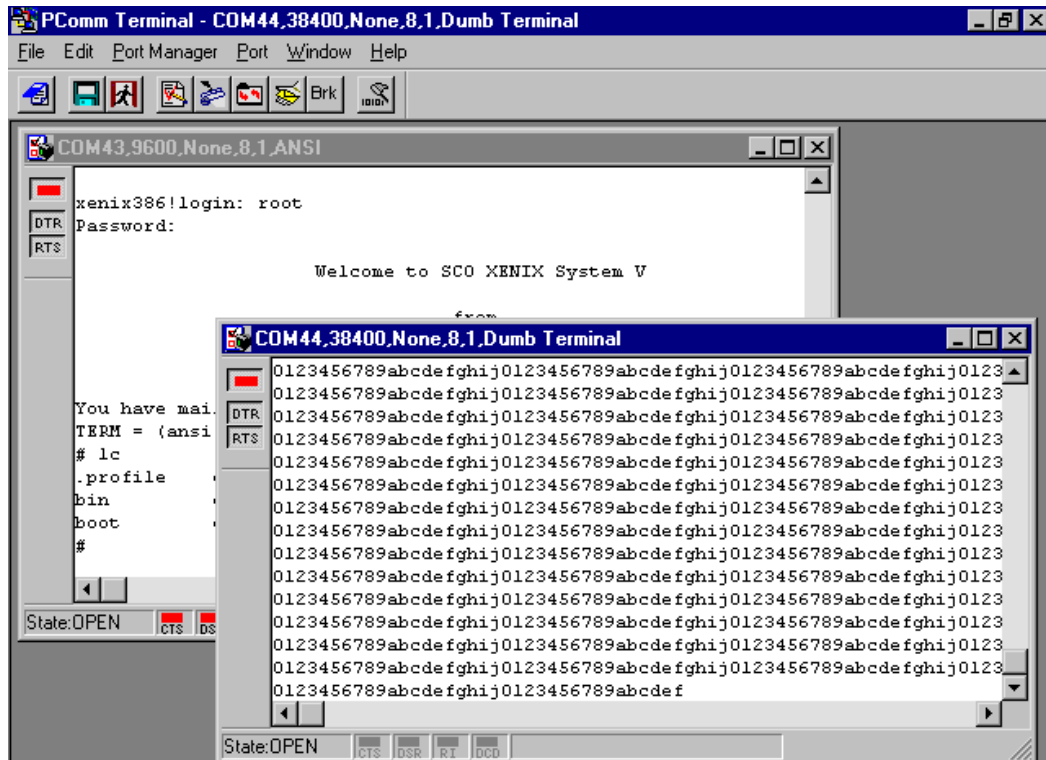 PComm Terminal - COM44,38400,None,8,1,Dumb Terminal
File Edit Port Manager Port Window Help
Brk
COM43,9600,None,8,1,ANSI
DTR
RTS
xenix386!login: root
Password:
Welcome to SCO XENIX System V
from
You have mai
TERM = (ansi
# lc
.profile
bin
boot
#
State:OPEN CTS DS
COM44,38400,None,8,1,Dumb Terminal
DTR
RTS
0123456789abcdefghij0123456789abcdefghij0123456789abcdefghij0123
0123456789abcdefghij0123456789abcdefghij0123456789abcdefghij0123
0123456789abcdefghij0123456789abcdefghij0123456789abcdefghij0123
0123456789abcdefghij0123456789abcdefghij0123456789abcdefghij0123
0123456789abcdefghij0123456789abcdefghij0123456789abcdefghij0123
0123456789abcdefghij0123456789abcdefghij0123456789abcdefghij0123
0123456789abcdefghij0123456789abcdefghij0123456789abcdefghij0123
0123456789abcdefghij0123456789abcdefghij0123456789abcdefghij0123
0123456789abcdefghij0123456789abcdefghij0123456789abcdefghij0123
0123456789abcdefghij0123456789abcdefghij0123456789abcdefghij0123
0123456789abcdefghij0123456789abcdefghij0123456789abcdefghij0123
0123456789abcdefghij0123456789abcdefghij0123456789abcdefghij0123
0123456789abcdefghij0123456789abcdefghij0123456789abcdefghij0123
0123456789abcdefghij0123456789abcdefghij0123456789abcdefghij0123
0123456789abcdefghij0123456789abcdef
State:OPEN CTS DSR RI DCD